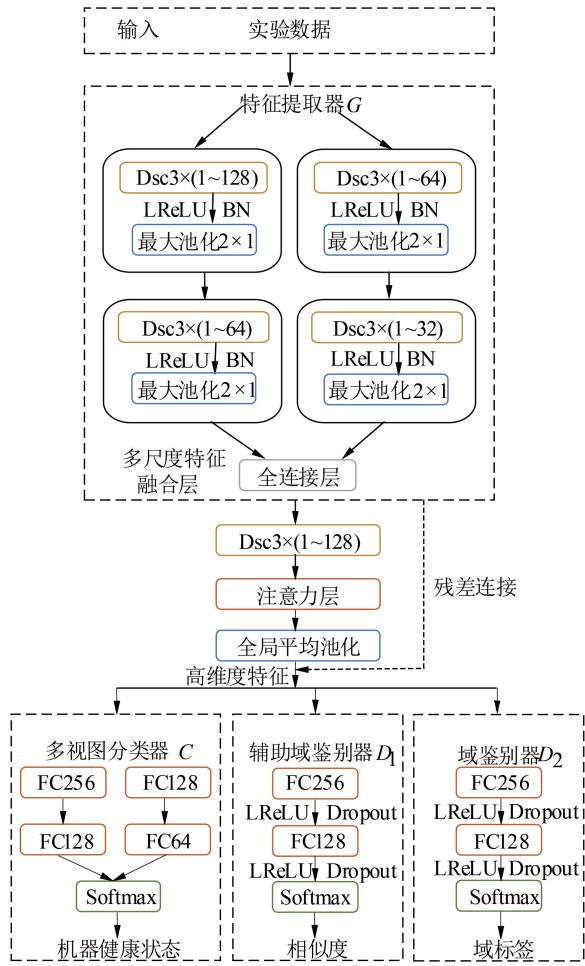 输入 实验数据
特征提取器G
Dsc3×(1~128) Dsc3×(1~64)
LReLU BN LReLU BN
最大池化2×1 最大池化2×1
Dsc3×(1~64) Dsc3×(1~32)
LReLU BN LReLU BN
最大池化2×1 最大池化2×1
多尺度特征
融合层
全连接层
Dsc3×(1~128)
注意力层
残差连接
全局平均池化
高维度特征
多视图分类器 C
FC256 FC128
FC128 FC64
Softmax
机器健康状态
辅助域鉴别器D1
FC256
LReLU Dropout
FC128
LReLU Dropout
Softmax
相似度
域鉴别器D2
FC256
LReLU Dropout
FC128
LReLU Dropout
Softmax
域标签